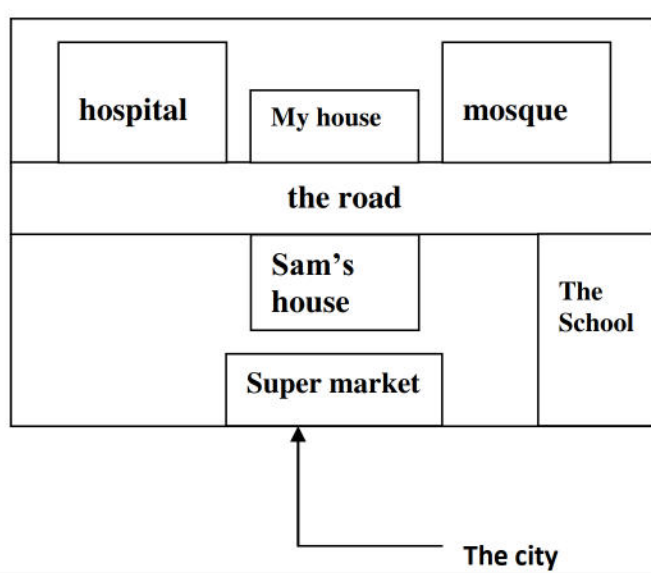 hospital
My house
mosque
the road
Sam’s
house
The
School
Super market
The city